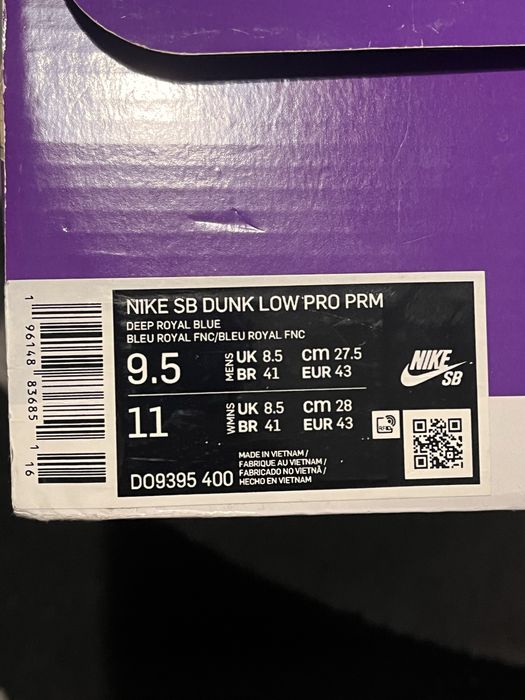 NIKE SB DUNK LOW PRO PRM
DEEP ROYAL BLUE
BLEU ROYAL FNC/BLEU ROYAL FNC
9.5 MENS UK 8.5 cm 27.5
BR 41 EUR 43
NIKE SB
11 WMNS UK 8.5 cm 28
BR 41 EUR 43
RFID
DO9395 400
MADE IN VIETNAM /
FABRIQUE AU VIETNAM /
FABRICADO NO VIETNÃ /
HECHO EN VIETNAM
1 96148 83685 1 16